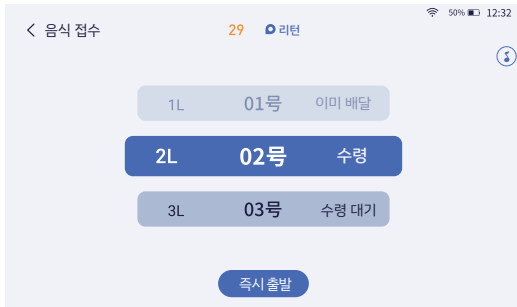 음식 접수
29 리턴
50% 12:32
1L 01号 이미 배달
2L 02号 수령
3L 03号 수령 대기
즉시 출발